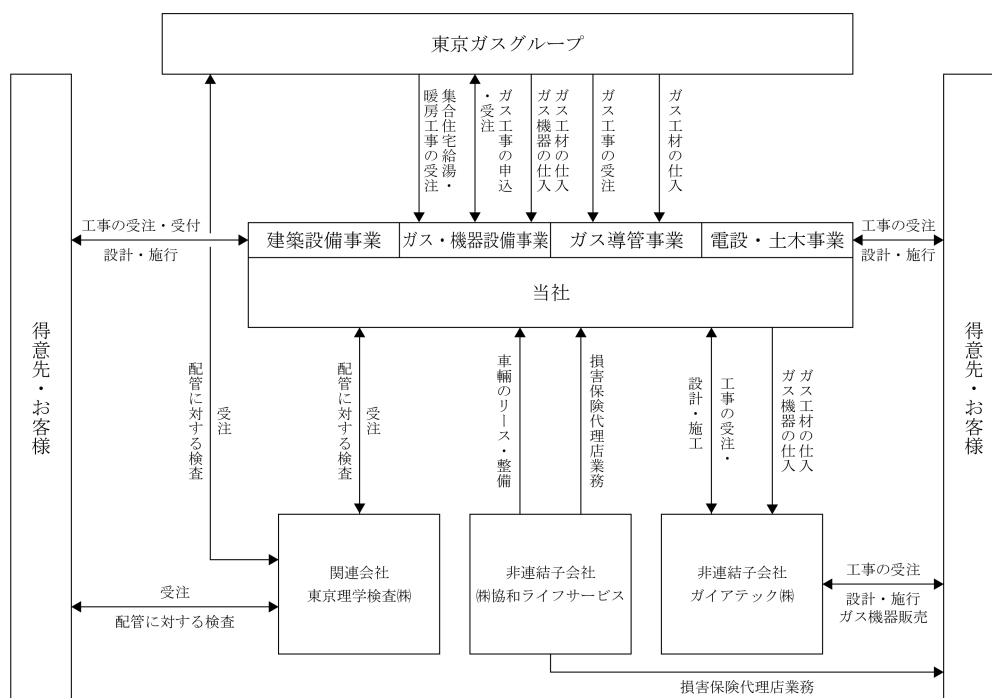 東京ガスグループ
集合住宅給湯・
暖房工事の受注
ガス工事の申込
・受注
ガス工材の仕入
ガス機器の仕入
ガス工事の受注
ガス工材の仕入
工事の受注・受付
設計・施行
建築設備事業
ガス・機器設備事業
ガス導管事業
電設・土木事業
工事の受注
設計・施行
当社
得意先・お客様
得意先・お客様
受注
配管に対する検査
受注
配管に対する検査
車輛のリース・整備
損害保険代理店業務
工事の受注・
設計・施工
ガス工材の仕入
ガス機器の仕入
関連会社
東京理学検査㈱
非連結子会社
㈱協和ライフサービス
非連結子会社
ガイアテック㈱
受注
配管に対する検査
工事の受注
設計・施行
ガス機器販売
損害保険代理店業務